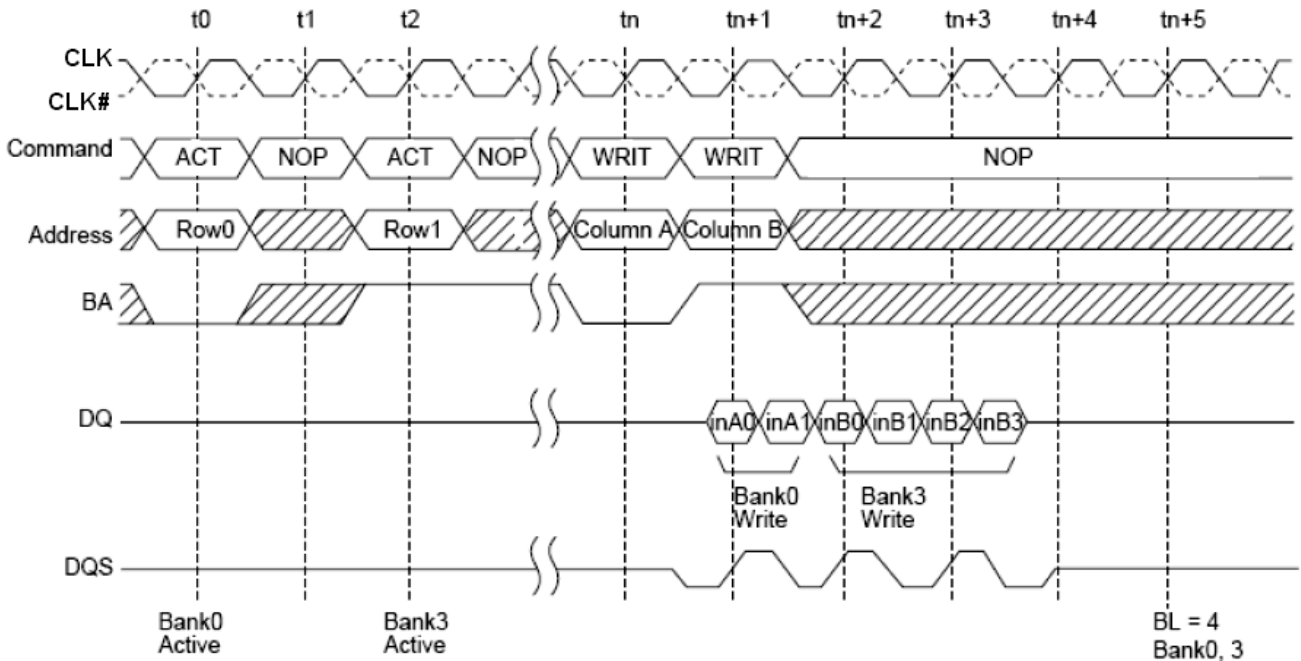 t0 t1 t2 tn tn+1 tn+2 tn+3 tn+4 tn+5
CLK
CLK#
Command ACT NOP ACT NOP WRIT WRIT NOP
Address Row0 Row1 Column A Column B
BA
DQ inA0 inA1 inB0 inB1 inB2 inB3
Bank0 Bank3
Write Write
DQS
Bank0 Bank3 BL = 4
Active Active Bank0, 3